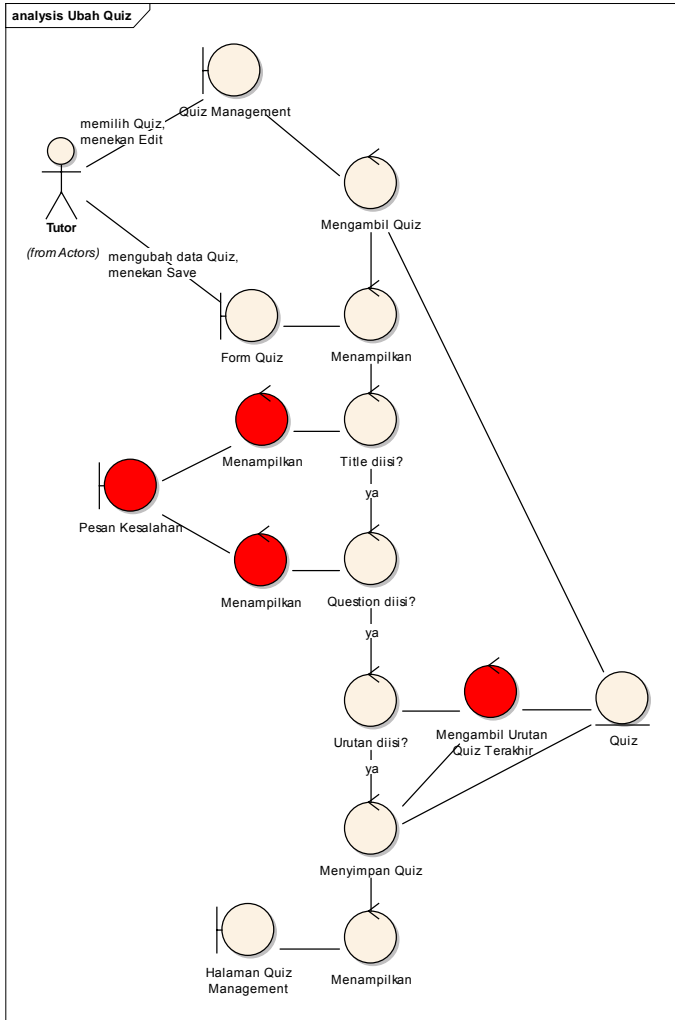 analysis Ubah Quiz
Quiz Management
memilih Quiz,
menekan Edit
Tutor
(from Actors)
Mengambil Quiz
mengubah data Quiz,
menekan Save
Form Quiz
Menampilkan
Menampilkan
Title diisi?
ya
Pesan Kesalahan
Menampilkan
Question diisi?
ya
Urutan diisi?
Mengambil Urutan
Quiz Terakhir
Quiz
ya
Menyimpan Quiz
Halaman Quiz
Management
Menampilkan